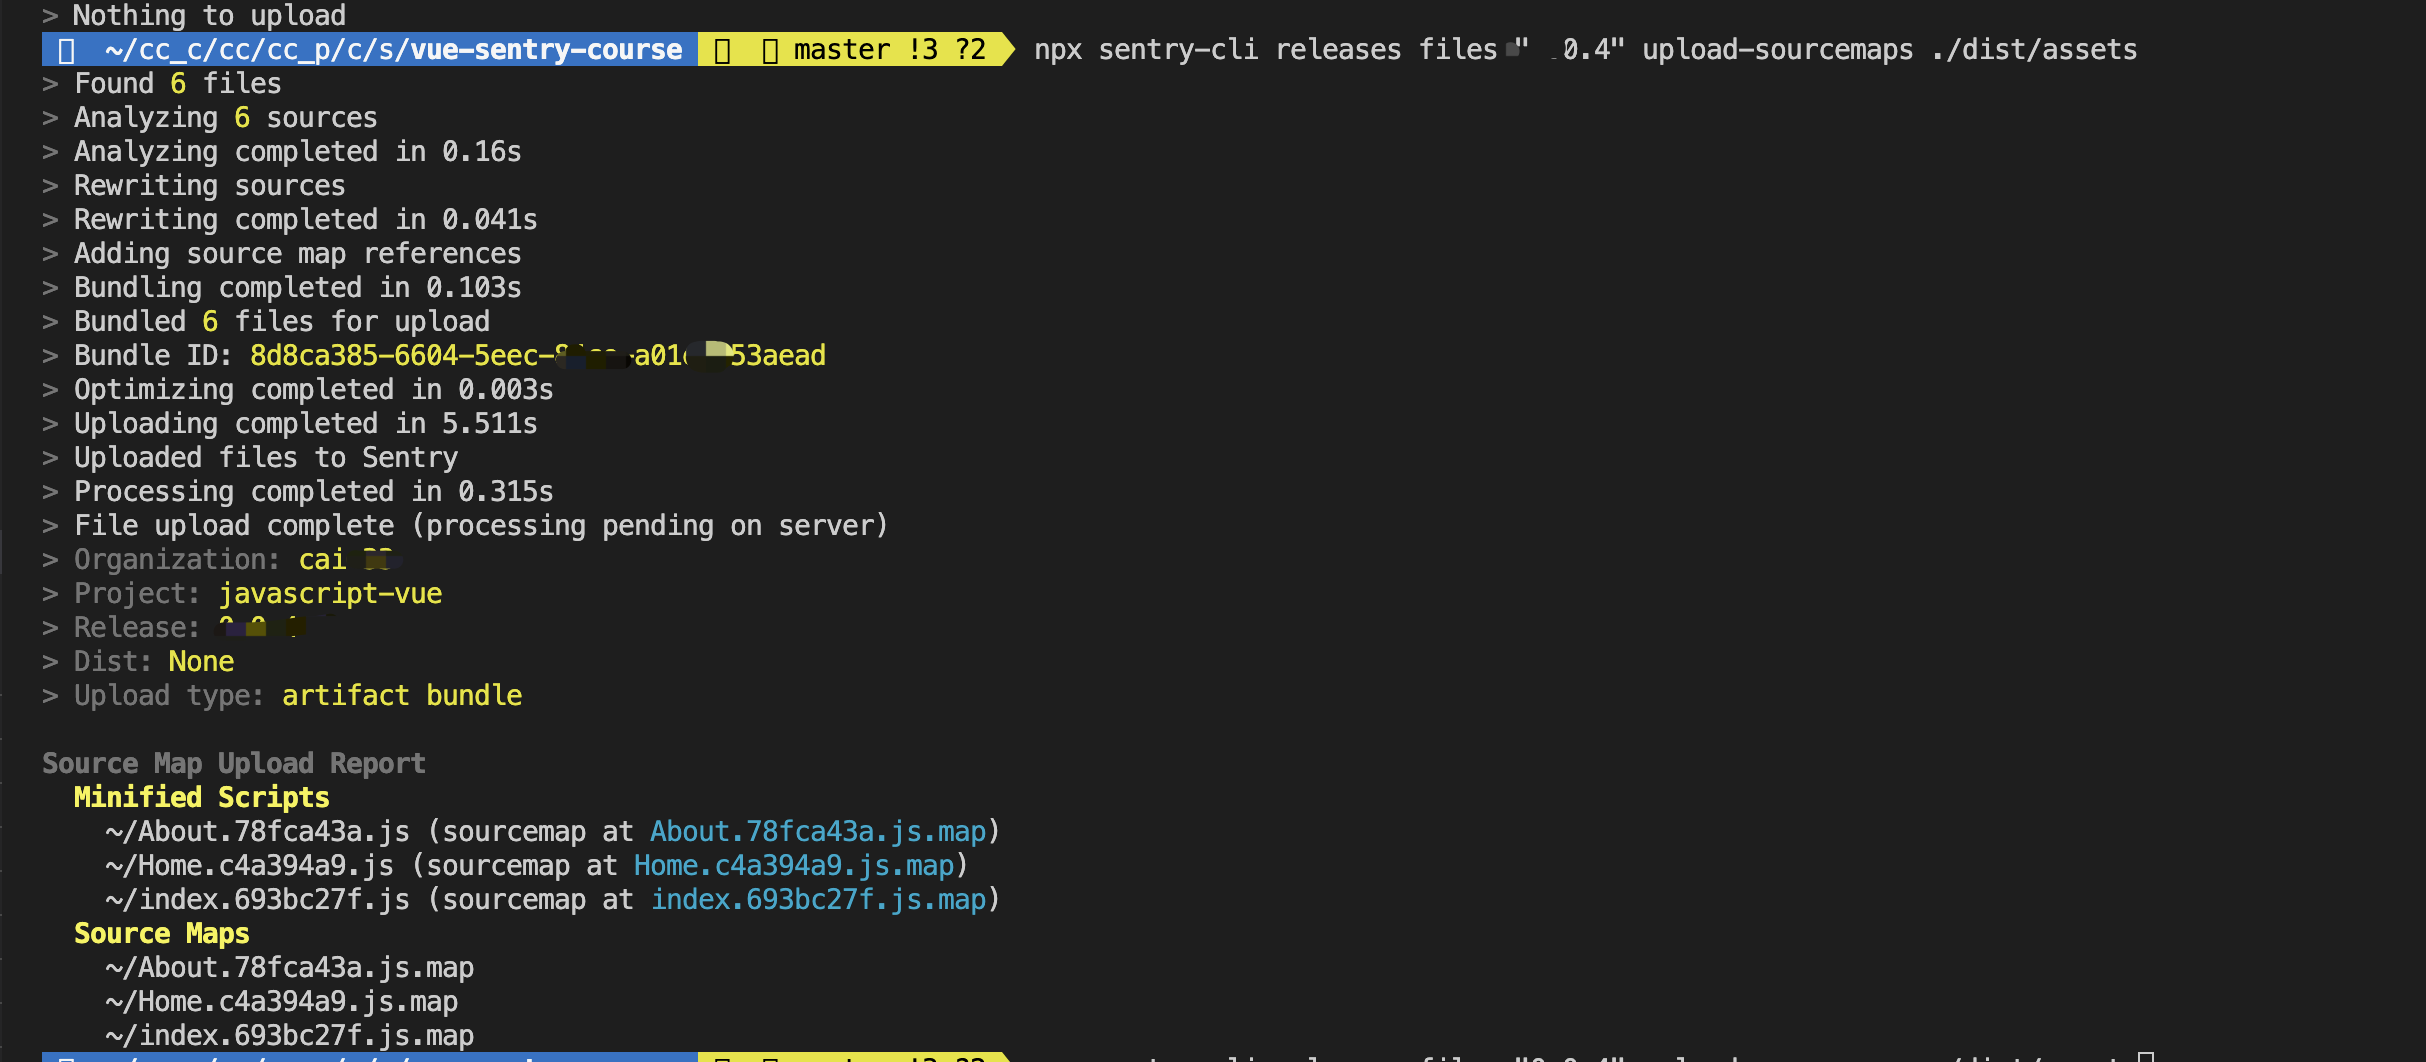 > Nothing to upload
~/cc_c/cc/cc_p/c/s/vue-sentry-course master !3 ?2 npx sentry-cli releases files " .0.4" upload-sourcemaps ./dist/assets
> Found 6 files
> Analyzing 6 sources
> Analyzing completed in 0.16s
> Rewriting sources
> Rewriting completed in 0.041s
> Adding source map references
> Bundling completed in 0.103s
> Bundled 6 files for upload
> Bundle ID: 8d8ca385-6604-5eec- -a01 53aead
> Optimizing completed in 0.003s
> Uploading completed in 5.511s
> Uploaded files to Sentry
> Processing completed in 0.315s
> File upload complete (processing pending on server)
> Organization: cai
> Project: javascript-vue
> Release:
> Dist: None
> Upload type: artifact bundle
Source Map Upload Report
Minified Scripts
~/About.78fca43a.js (sourcemap at About.78fca43a.js.map)
~/Home.c4a394a9.js (sourcemap at Home.c4a394a9.js.map)
~/index.693bc27f.js (sourcemap at index.693bc27f.js.map)
Source Maps
~/About.78fca43a.js.map
~/Home.c4a394a9.js.map
~/index.693bc27f.js.map